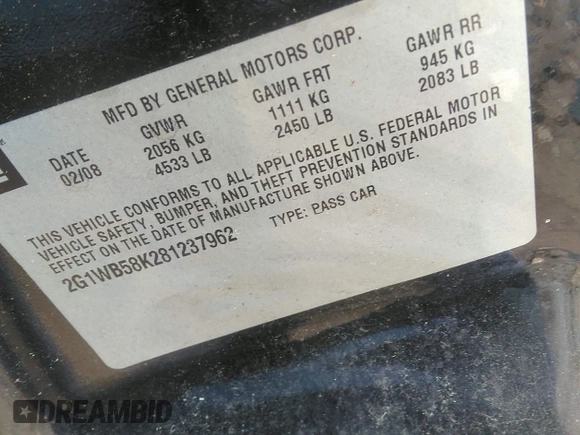 MFD BY GENERAL MOTORS CORP.
DATE GVWR GAWR FRT GAWR RR
02/08 2056 KG 1111 KG 945 KG
4533 LB 2450 LB 2083 LB
THIS VEHICLE CONFORMS TO ALL APPLICABLE U.S. FEDERAL MOTOR
VEHICLE SAFETY, BUMPER, AND THEFT PREVENTION STANDARDS IN
EFFECT ON THE DATE OF MANUFACTURE SHOWN ABOVE.
2G1WB58K281237962 TYPE: PASS CAR
DREAMBID